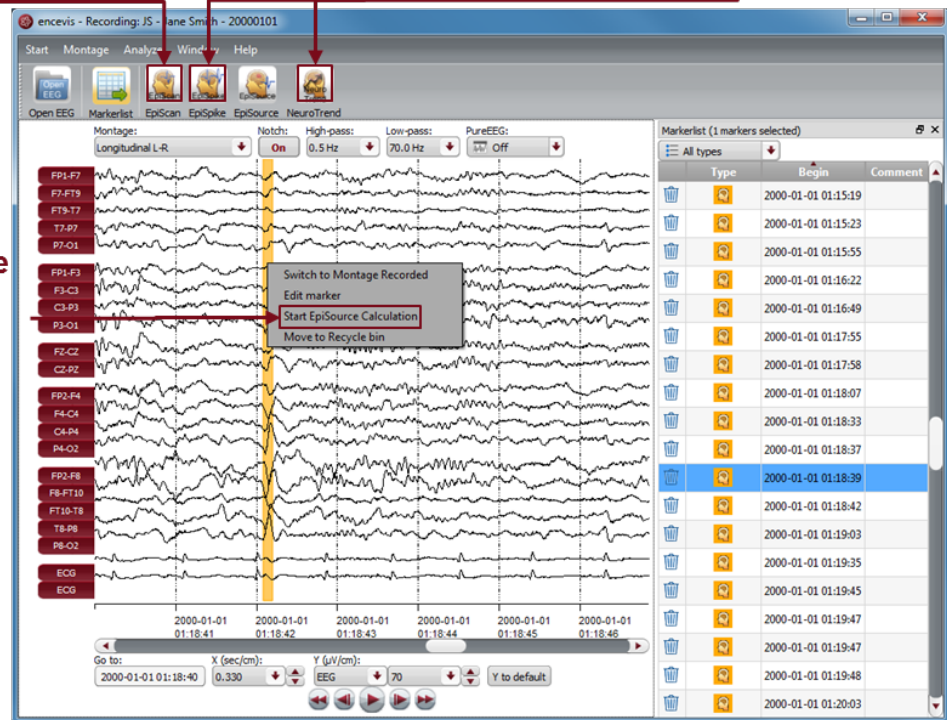 encevis - Recording: JS - Jane Smith - 20000101
Start Montage Analyze Window Help
Open EEG Markerlist EpiScan EpiSpike EpiSource NeuroTrend
Montage: Notch: High-pass: Low-pass: PureEEG:
Longitudinal L-R On 0.5 Hz 70.0 Hz Off
FP1-F7
F7-FT9
FT9-T7
T7-P7
P7-O1
FP1-F3
F3-C3
C3-P3
P3-O1
FZ-CZ
CZ-PZ
FP2-F4
F4-C4
C4-P4
P4-O2
FP2-F8
F8-FT10
FT10-T8
T8-P8
P8-O2
ECG
ECG
e
Switch to Montage Recorded
Edit marker
Start EpiSource Calculation
Move to Recycle bin
2000-01-01 2000-01-01 2000-01-01 2000-01-01 2000-01-01 2000-01-01
01:18:41 01:18:42 01:18:43 01:18:44 01:18:45 01:18:46
Go to: X (sec/cm): Y (µV/cm):
2000-01-01 01:18:40 0.330 EEG 70 Y to default
Markerlist (1 markers selected)
All types
Type Begin Comment
2000-01-01 01:15:19
2000-01-01 01:15:23
2000-01-01 01:15:55
2000-01-01 01:16:22
2000-01-01 01:16:49
2000-01-01 01:17:55
2000-01-01 01:17:58
2000-01-01 01:18:07
2000-01-01 01:18:33
2000-01-01 01:18:37
2000-01-01 01:18:39
2000-01-01 01:18:42
2000-01-01 01:19:03
2000-01-01 01:19:35
2000-01-01 01:19:45
2000-01-01 01:19:47
2000-01-01 01:19:47
2000-01-01 01:19:48
2000-01-01 01:20:03